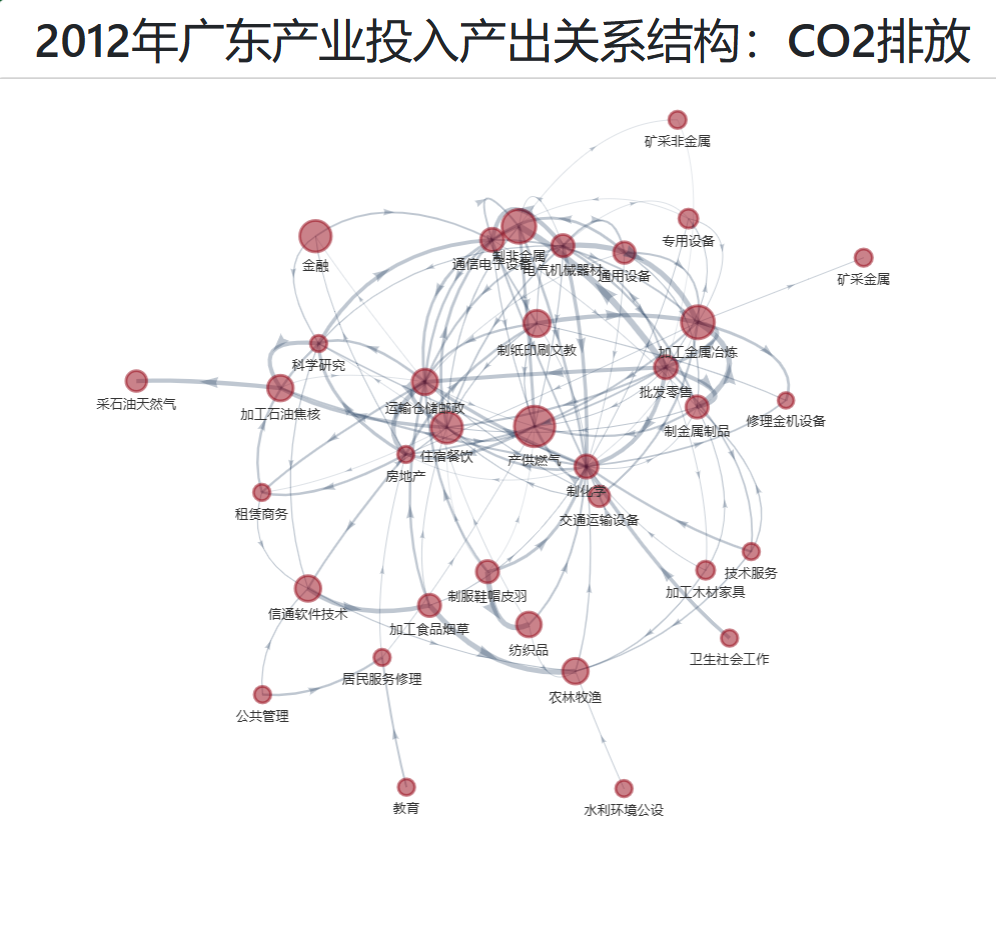 2012年广东产业投入产出关系结构：CO2排放
矿采非金属
专用设备
金融
制非金属
通信电子设备
电气机械器材
通用设备
矿采金属
制纸印刷文教
加工金属冶炼
科学研究
批发零售
采石油天然气
加工石油焦核
运输仓储邮政
修理金机设备
制金属制品
住宿餐饮
产供燃气
房地产
制化学
租赁商务
交通运输设备
技术服务
加工木材家具
制服鞋帽皮羽
信通软件技术
加工食品烟草
纺织品
卫生社会工作
居民服务修理
农林牧渔
公共管理
教育
水利环境公设